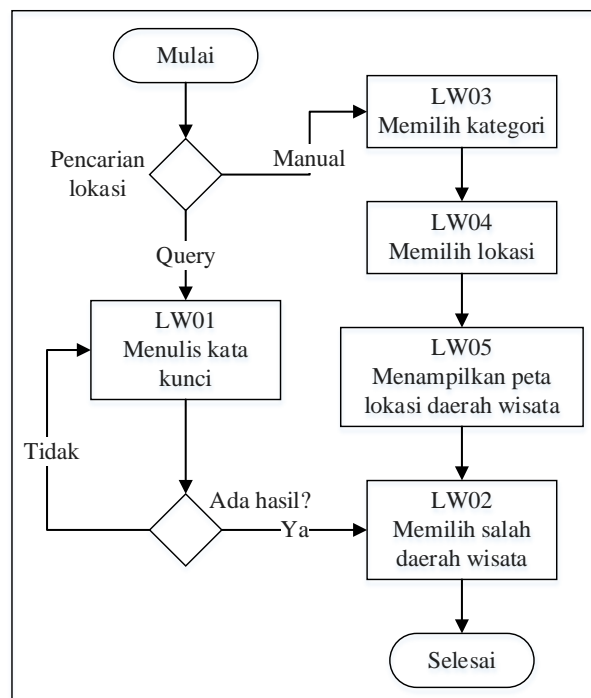 Mulai
Pencarian
lokasi
Manual
Query
LW03
Memilih kategori
LW04
Memilih lokasi
LW01
Menulis kata
kunci
LW05
Menampilkan peta
lokasi daerah wisata
Tidak
Ada hasil?
Ya
LW02
Memilih salah
daerah wisata
Selesai